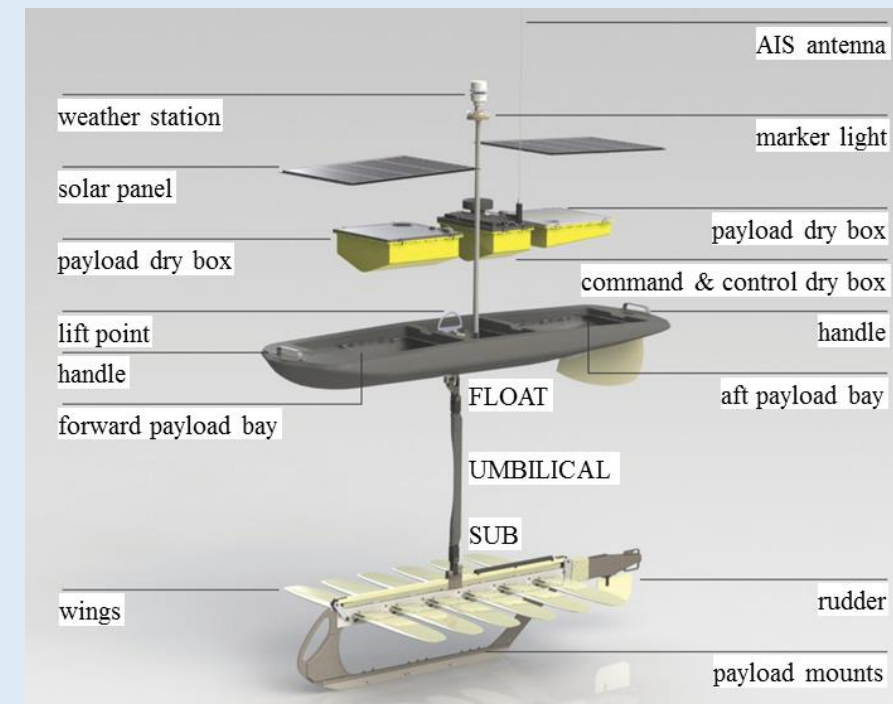 AIS antenna
weather station
marker light
solar panel
payload dry box
payload dry box
command & control dry box
lift point
handle
handle
forward payload bay
aft payload bay
FLOAT
UMBILICAL
SUB
wings
rudder
payload mounts